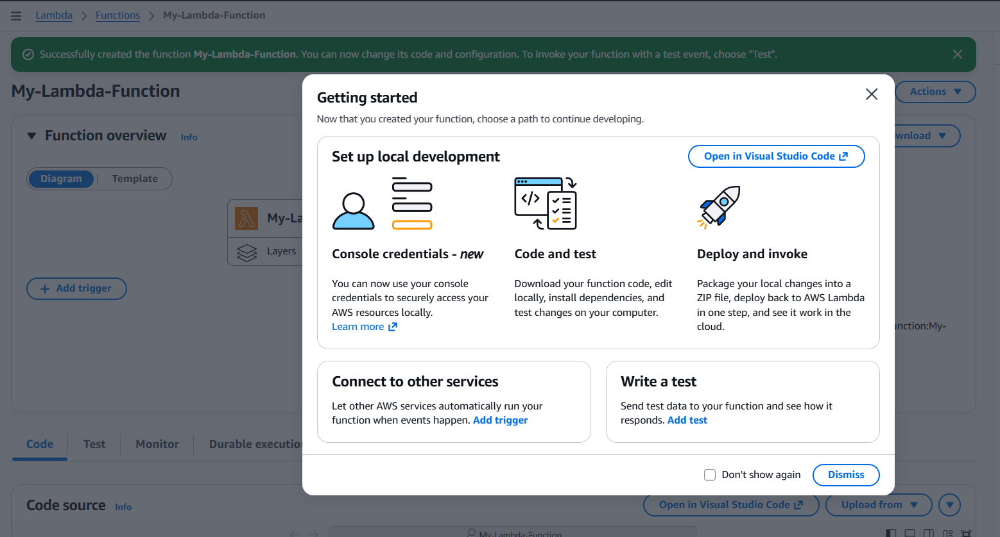 Lambda > Functions > My-Lambda-Function
Successfully created the function My-Lambda-Function. You can now change its code and configuration. To invoke your function with a test event, choose "Test".
My-Lambda-Function
Actions
Function overview Info
wnload
Diagram | Template
My-La
Layers
+ Add trigger
unction:My-
Getting started
Now that you created your function, choose a path to continue developing.
Set up local development
Open in Visual Studio Code
Console credentials - new
You can now use your console
credentials to securely access your
AWS resources locally.
Learn more
Code and test
Download your function code, edit
locally, install dependencies, and
test changes on your computer.
Deploy and invoke
Package your local changes into a
ZIP file, deploy back to AWS Lambda
in one step, and see it work in the
cloud.
Connect to other services
Let other AWS services automatically run your
function when events happen. Add trigger
Write a test
Send test data to your function and see how it
responds. Add test
Don't show again
Dismiss
Code
Test
Monitor
Durable execution
Code source Info
Open in Visual Studio Code
Upload from
My-Lambda-Function